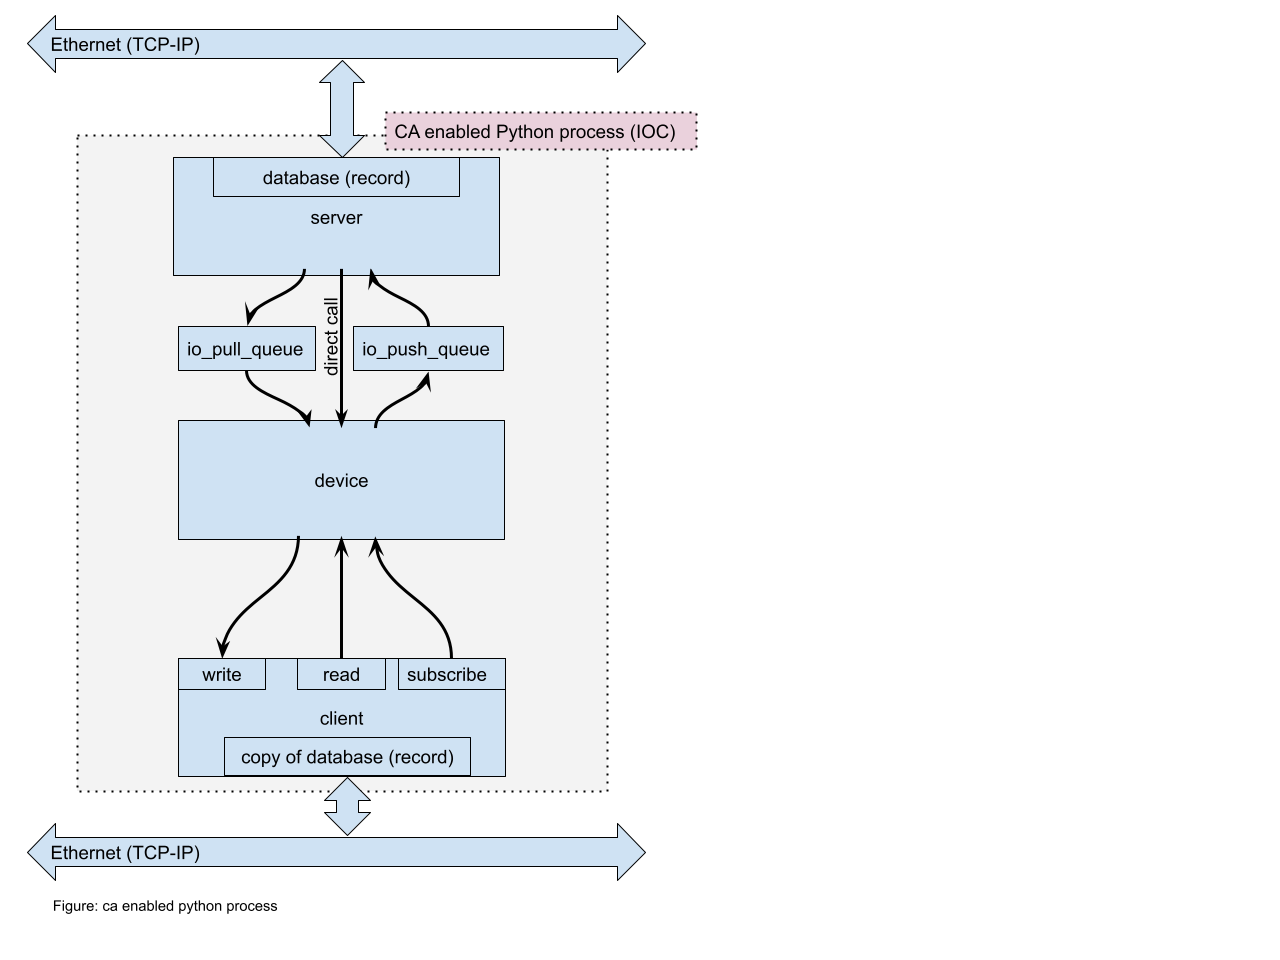 Ethernet (TCP-IP)
CA enabled Python process (IOC)
database (record)
server
direct call
io_pull_queue
io_push_queue
device
write
read
subscribe
client
copy of database (record)
Ethernet (TCP-IP)
Figure: ca enabled python process